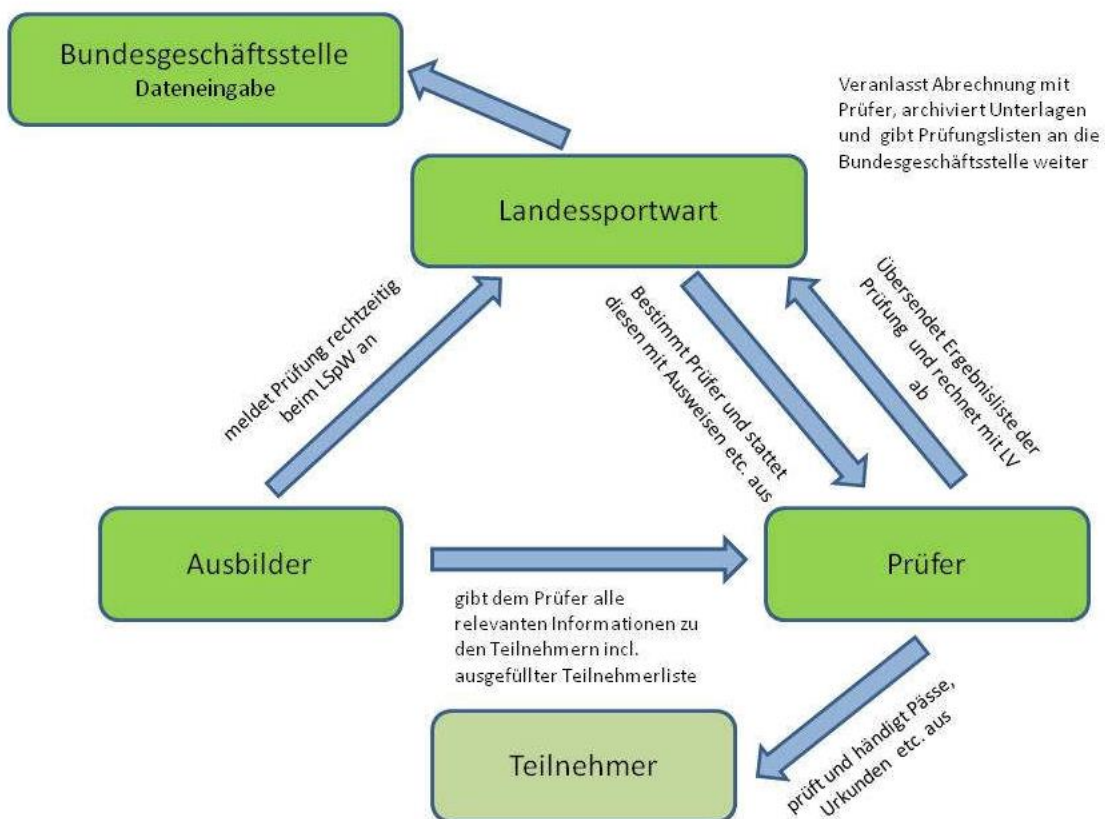 Bundesgeschäftsstelle
Dateneingabe
Veranlasst Abrechnung mit
Prüfer, archiviert Unterlagen
und gibt Prüfungslisten an die
Bundesgeschäftsstelle weiter
Landessportwart
meldet Prüfung rechtzeitig
beim LSpW an
Bestimmt Prüfer und stattet
diesen mit Ausweisen etc. aus
Übersendet Ergebnisliste der
Prüfung und rechnet mit LV
ab
Ausbilder
Prüfer
gibt dem Prüfer alle
relevanten Informationen zu
den Teilnehmern incl.
ausgefüllter Teilnehmerliste
Teilnehmer
prüft und händigt Pässe,
Urkunden etc. aus